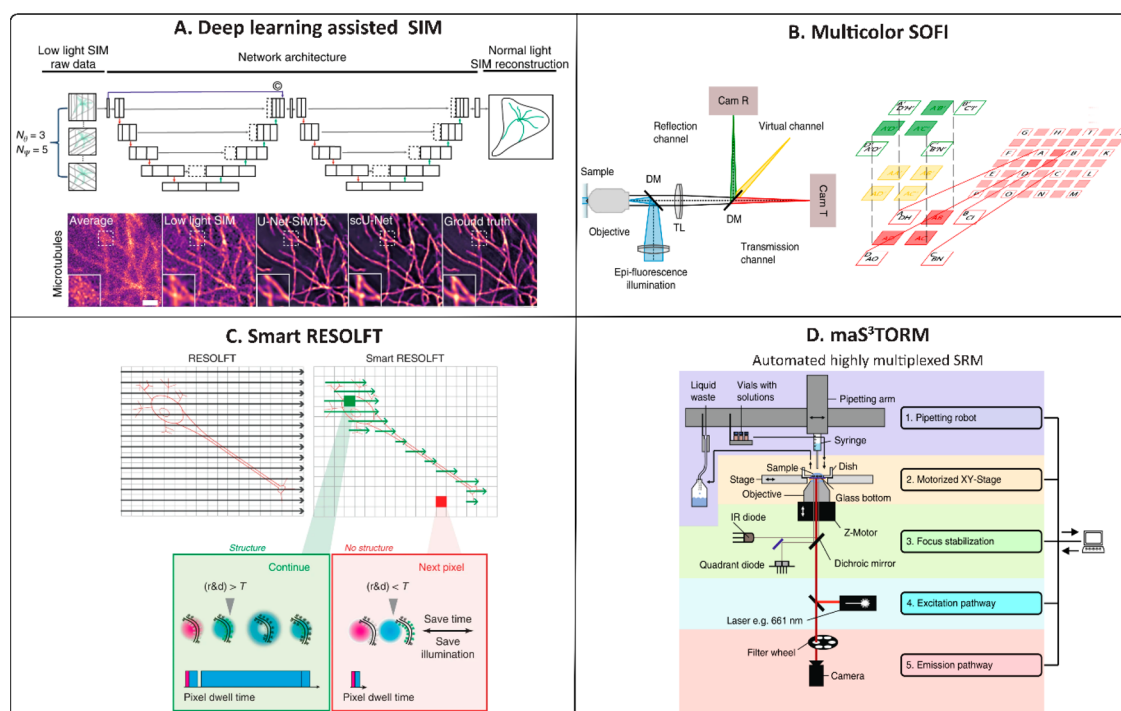 A. Deep learning assisted SIM
Low light SIM
raw data
Network architecture
Normal light
SIM reconstruction
©
Nθ = 3
Nψ = 5
Microtubules
Average
Low light SIM
U-Net-SIM15
scU-Net
Ground truth
B. Multicolor SOFI
Cam R
Reflection
channel
Virtual channel
Sample
DM
Cam T
Objective
TL
DM
Transmission
channel
Epi-fluorescence
illumination
G H T
F A B K
E D C L
P O N M
C. Smart RESOLFT
RESOLFT
Smart RESOLFT
Structure
Continue
(r&d) > T
Pixel dwell time
No structure
Next pixel
(r&d) < T
Save time
Save
illumination
Pixel dwell time
D. maS³TORM
Automated highly multiplexed SRM
Liquid
waste
Vials with
solutions
Pipetting arm
Syringe
1. Pipetting robot
Sample
Dish
Stage
Objective
Glass bottom
2. Motorized XY-Stage
Z-Motor
IR diode
3. Focus stabilization
Quadrant diode
Dichroic mirror
4. Excitation pathway
Laser e.g. 661 nm
Filter wheel
5. Emission pathway
Camera